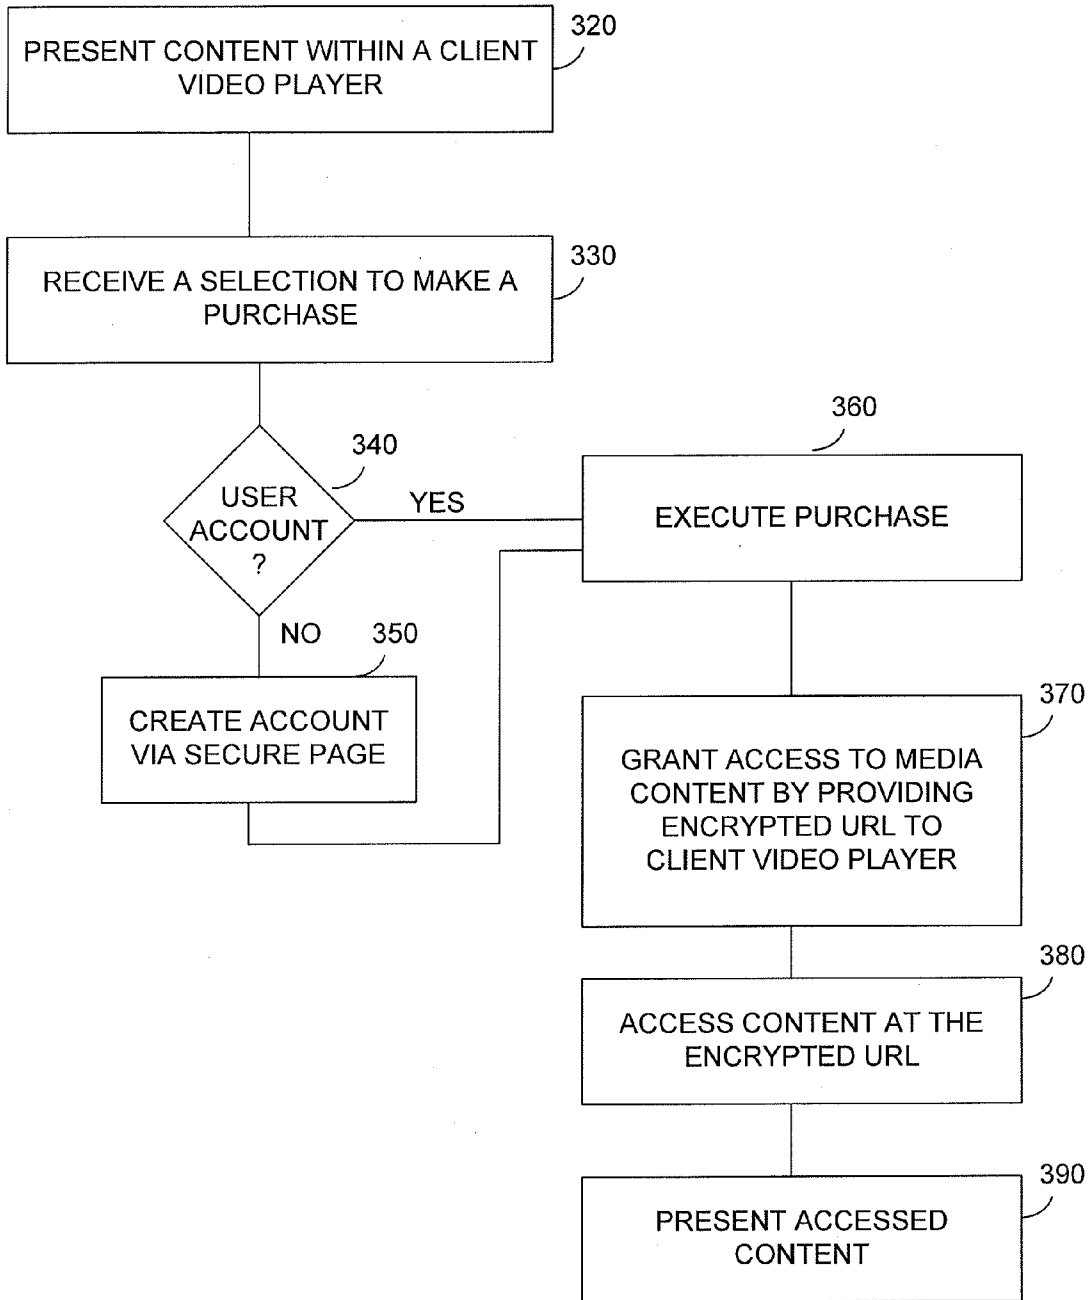 320
PRESENT CONTENT WITHIN A CLIENT
VIDEO PLAYER
330
RECEIVE A SELECTION TO MAKE A
PURCHASE
340
USER
ACCOUNT
?
YES
NO
350
CREATE ACCOUNT
VIA SECURE PAGE
360
EXECUTE PURCHASE
370
GRANT ACCESS TO MEDIA
CONTENT BY PROVIDING
ENCRYPTED URL TO
CLIENT VIDEO PLAYER
380
ACCESS CONTENT AT THE
ENCRYPTED URL
390
PRESENT ACCESSED
CONTENT